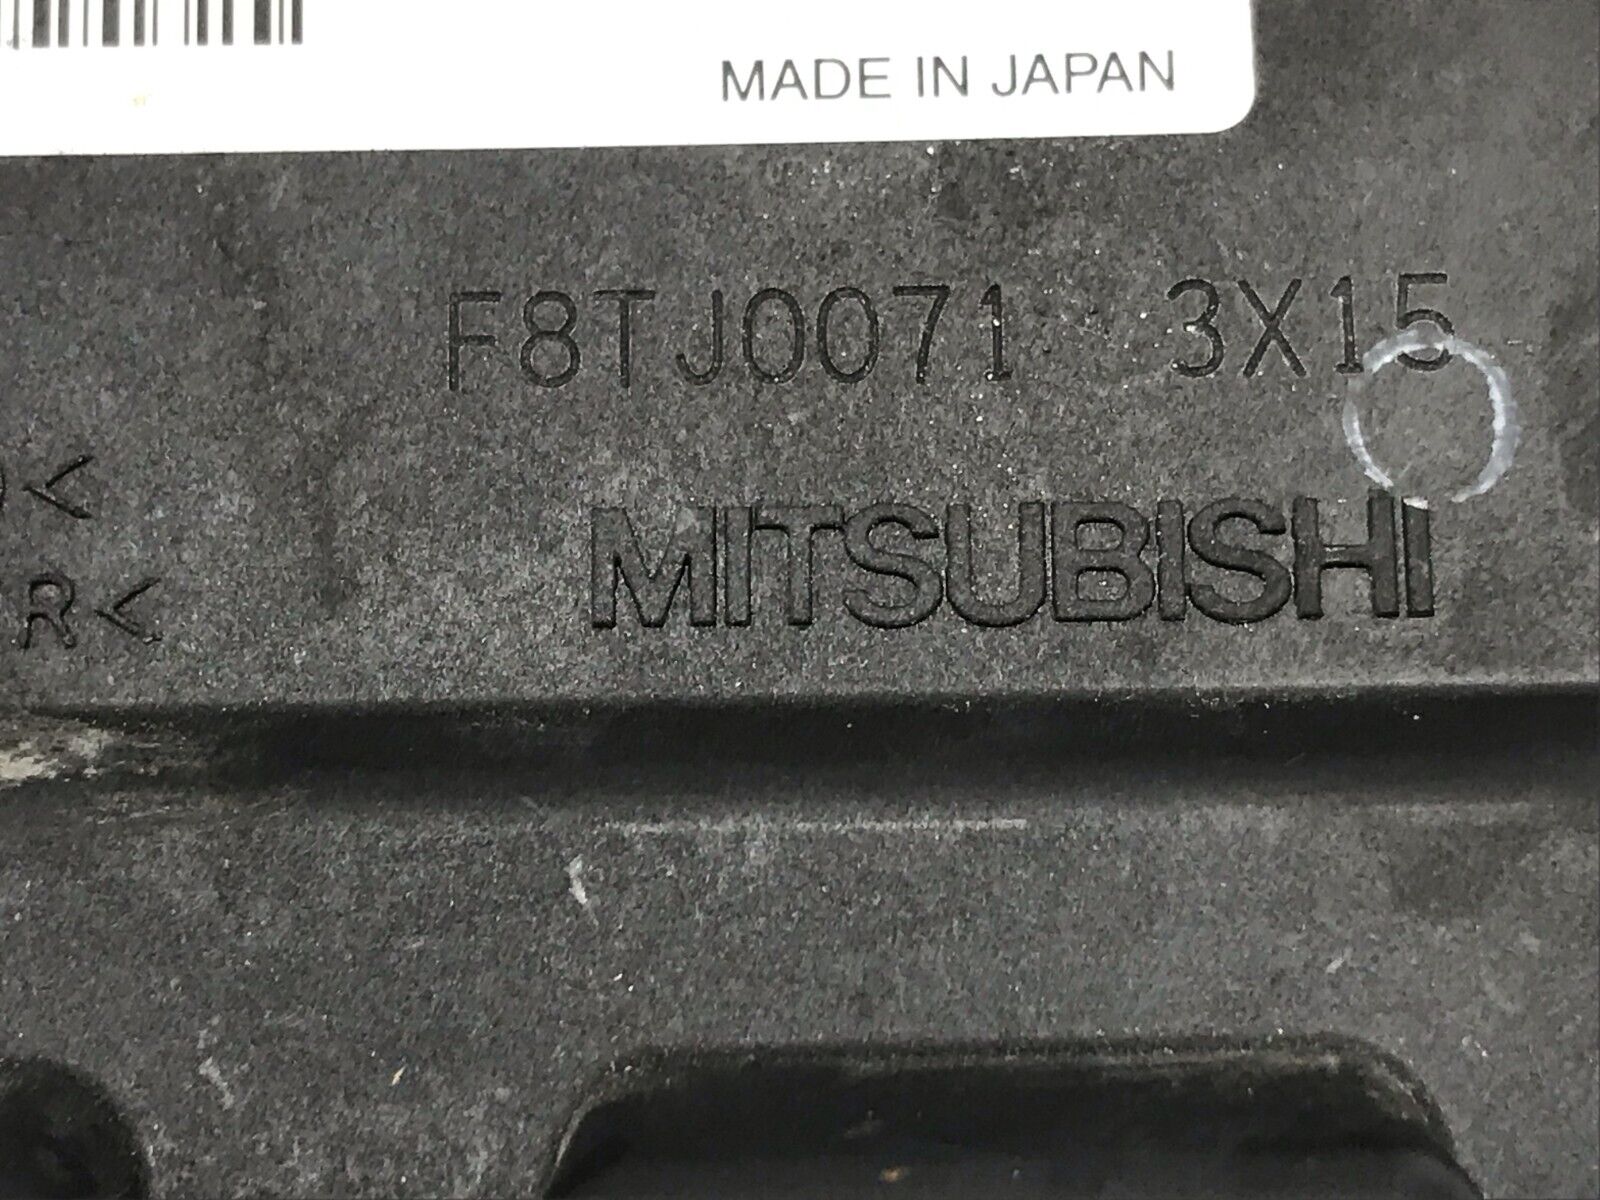 MADE IN JAPAN
F8TJ0071 3X15
<
R<
MITSUBISHI